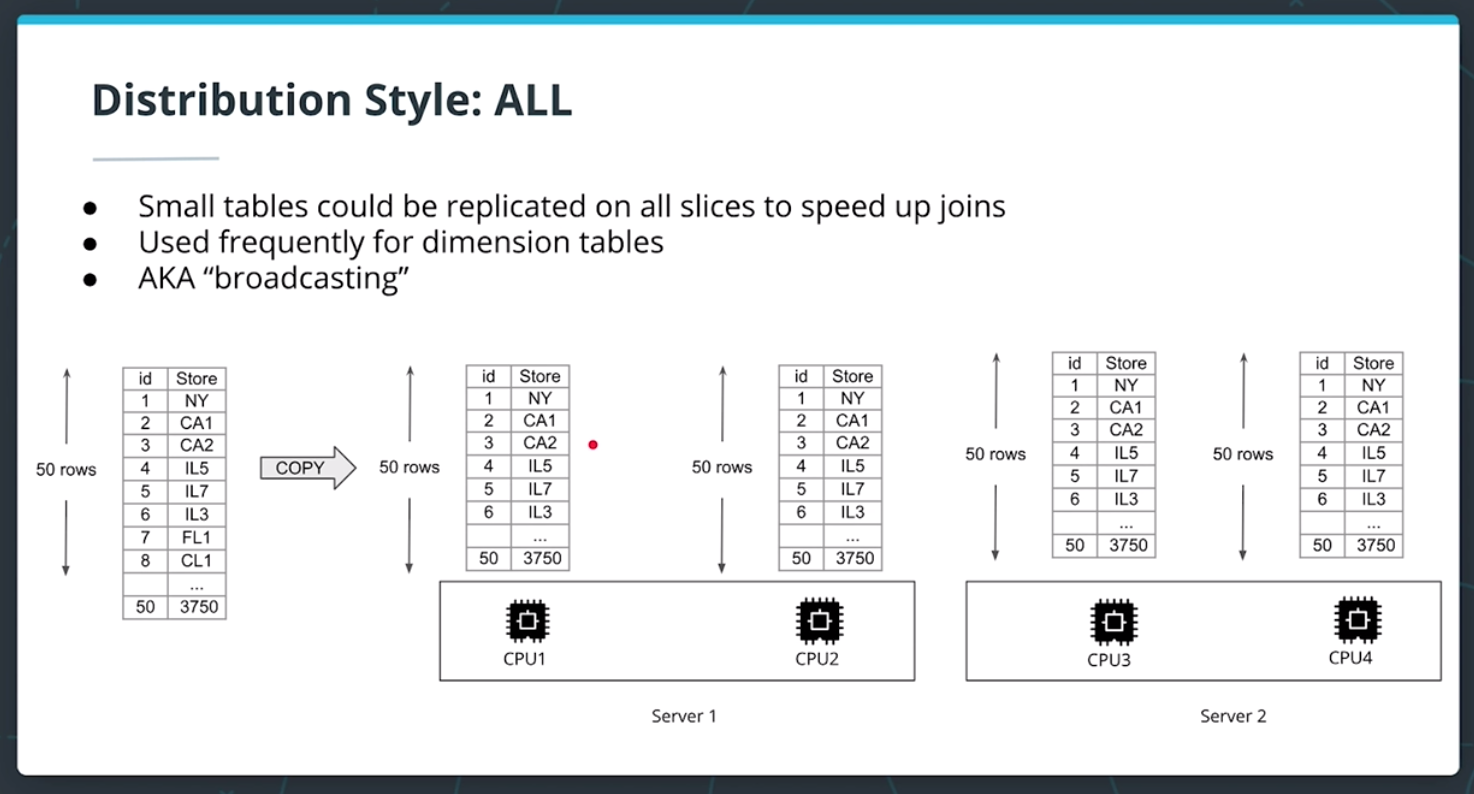 Distribution Style: ALL
● Small tables could be replicated on all slices to speed up joins
● Used frequently for dimension tables
● AKA “broadcasting”
50 rows
id Store
1 NY
2 CA1
3 CA2
4 IL5
5 IL7
6 IL3
7 FL1
8 CL1
...
50 3750
COPY
50 rows
id Store
1 NY
2 CA1
3 CA2
4 IL5
5 IL7
6 IL3
...
50 3750
50 rows
id Store
1 NY
2 CA1
3 CA2
4 IL5
5 IL7
6 IL3
...
50 3750
CPU1
CPU2
Server 1
50 rows
id Store
1 NY
2 CA1
3 CA2
4 IL5
5 IL7
6 IL3
...
50 3750
50 rows
id Store
1 NY
2 CA1
3 CA2
4 IL5
5 IL7
6 IL3
...
50 3750
CPU3
CPU4
Server 2